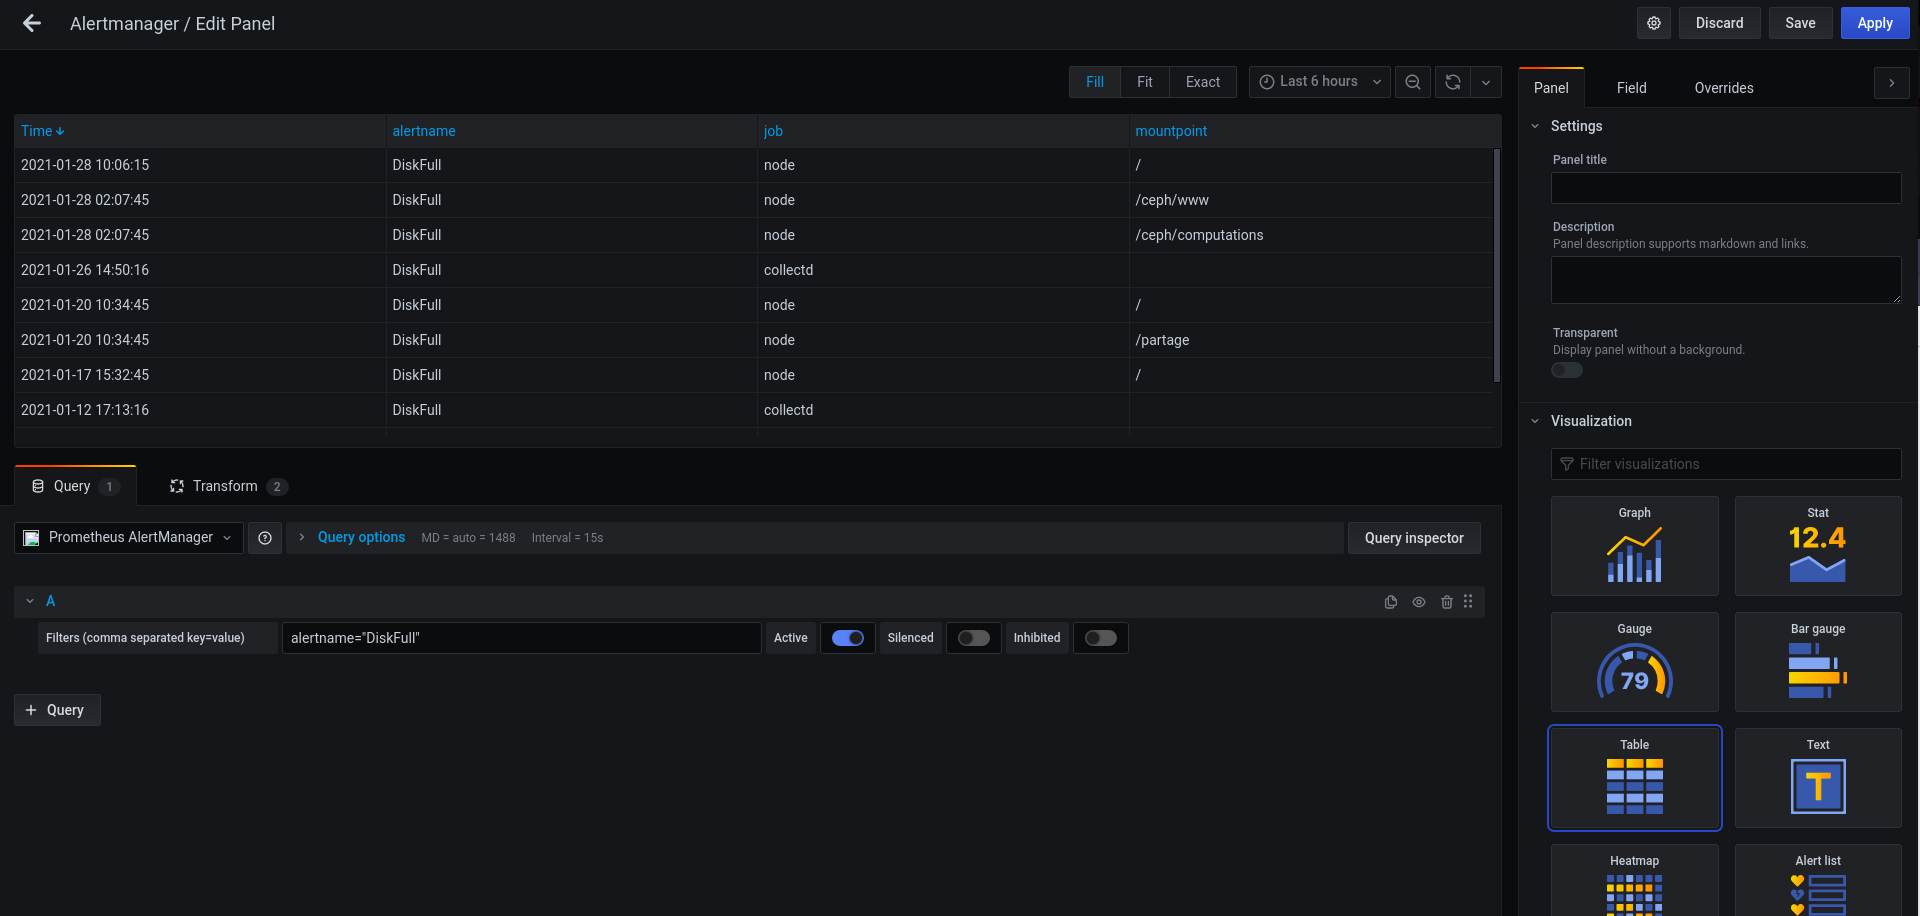 Alertmanager / Edit Panel
Discard
Save
Apply
Fill
Fit
Exact
Last 6 hours
Time alertname job mountpoint
2021-01-28 10:06:15 DiskFull node /
2021-01-28 02:07:45 DiskFull node /ceph/www
2021-01-28 02:07:45 DiskFull node /ceph/computations
2021-01-26 14:50:16 DiskFull collectd
2021-01-20 10:34:45 DiskFull node /
2021-01-20 10:34:45 DiskFull node /partage
2021-01-17 15:32:45 DiskFull node /
2021-01-12 17:13:16 DiskFull collectd
Query 1
Transform 2
Prometheus AlertManager
Query options MD = auto = 1488 Interval = 15s
Query inspector
A
Filters (comma separated key=value) alertname="DiskFull" Active Silenced Inhibited
+ Query
Panel
Field
Overrides
Settings
Panel title
Description
Panel description supports markdown and links.
Transparent
Display panel without a background.
Visualization
Filter visualizations
Graph
Stat
12.4
Gauge
79
Bar gauge
Table
Text
T
Heatmap
Alert list